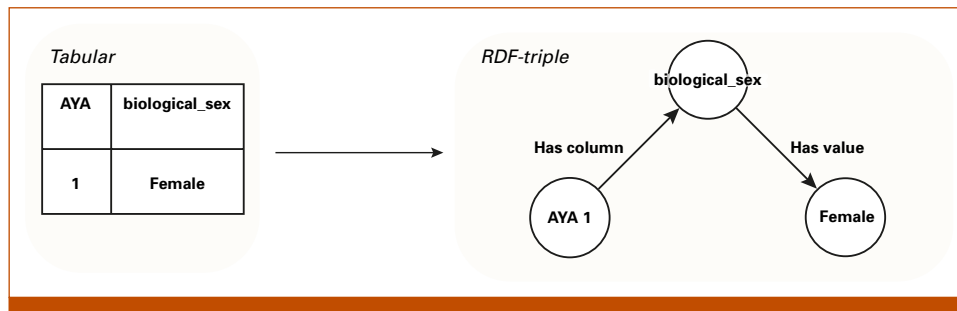 Tabular
AYA biological_sex
1 Female
RDF-triple
biological_sex
Has column Has value
AYA 1 Female